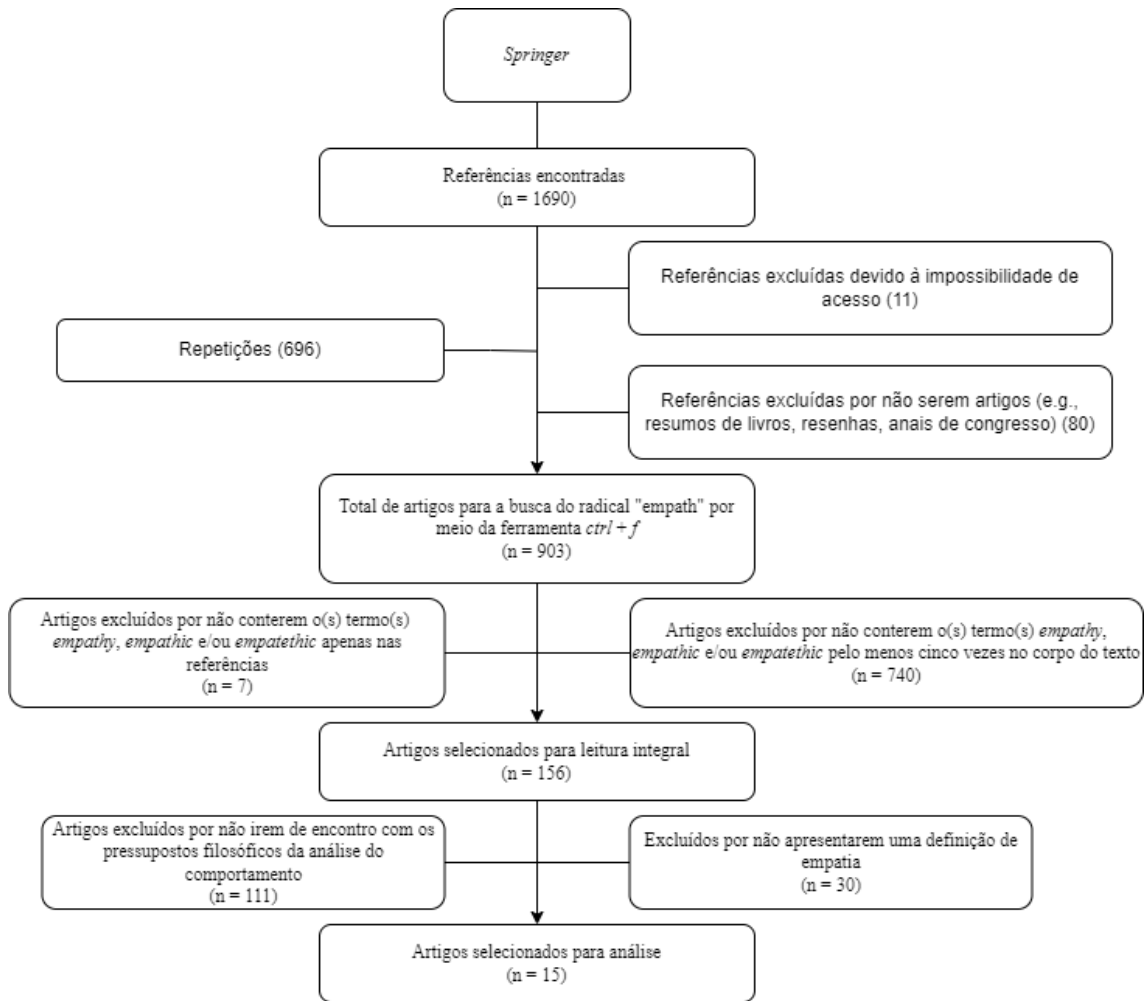 Springer
Referências encontradas
(n = 1690)
Referências excluídas devido à impossibilidade de
acesso (11)
Repetições (696)
Referências excluídas por não serem artigos (e.g.,
resumos de livros, resenhas, anais de congresso) (80)
Total de artigos para a busca do radical "empath" por
meio da ferramenta ctrl + f
(n = 903)
Artigos excluídos por não conterem o(s) termo(s)
empathy, empathic e/ou empatethic apenas nas
referências
(n = 7)
Artigos excluídos por não conterem o(s) termo(s) empathy,
empathic e/ou empatethic pelo menos cinco vezes no corpo do texto
(n = 740)
Artigos selecionados para leitura integral
(n = 156)
Artigos excluídos por não irem de encontro com os
pressupostos filosóficos da análise do
comportamento
(n = 111)
Excluídos por não apresentarem uma definição de
empatia
(n = 30)
Artigos selecionados para análise
(n = 15)